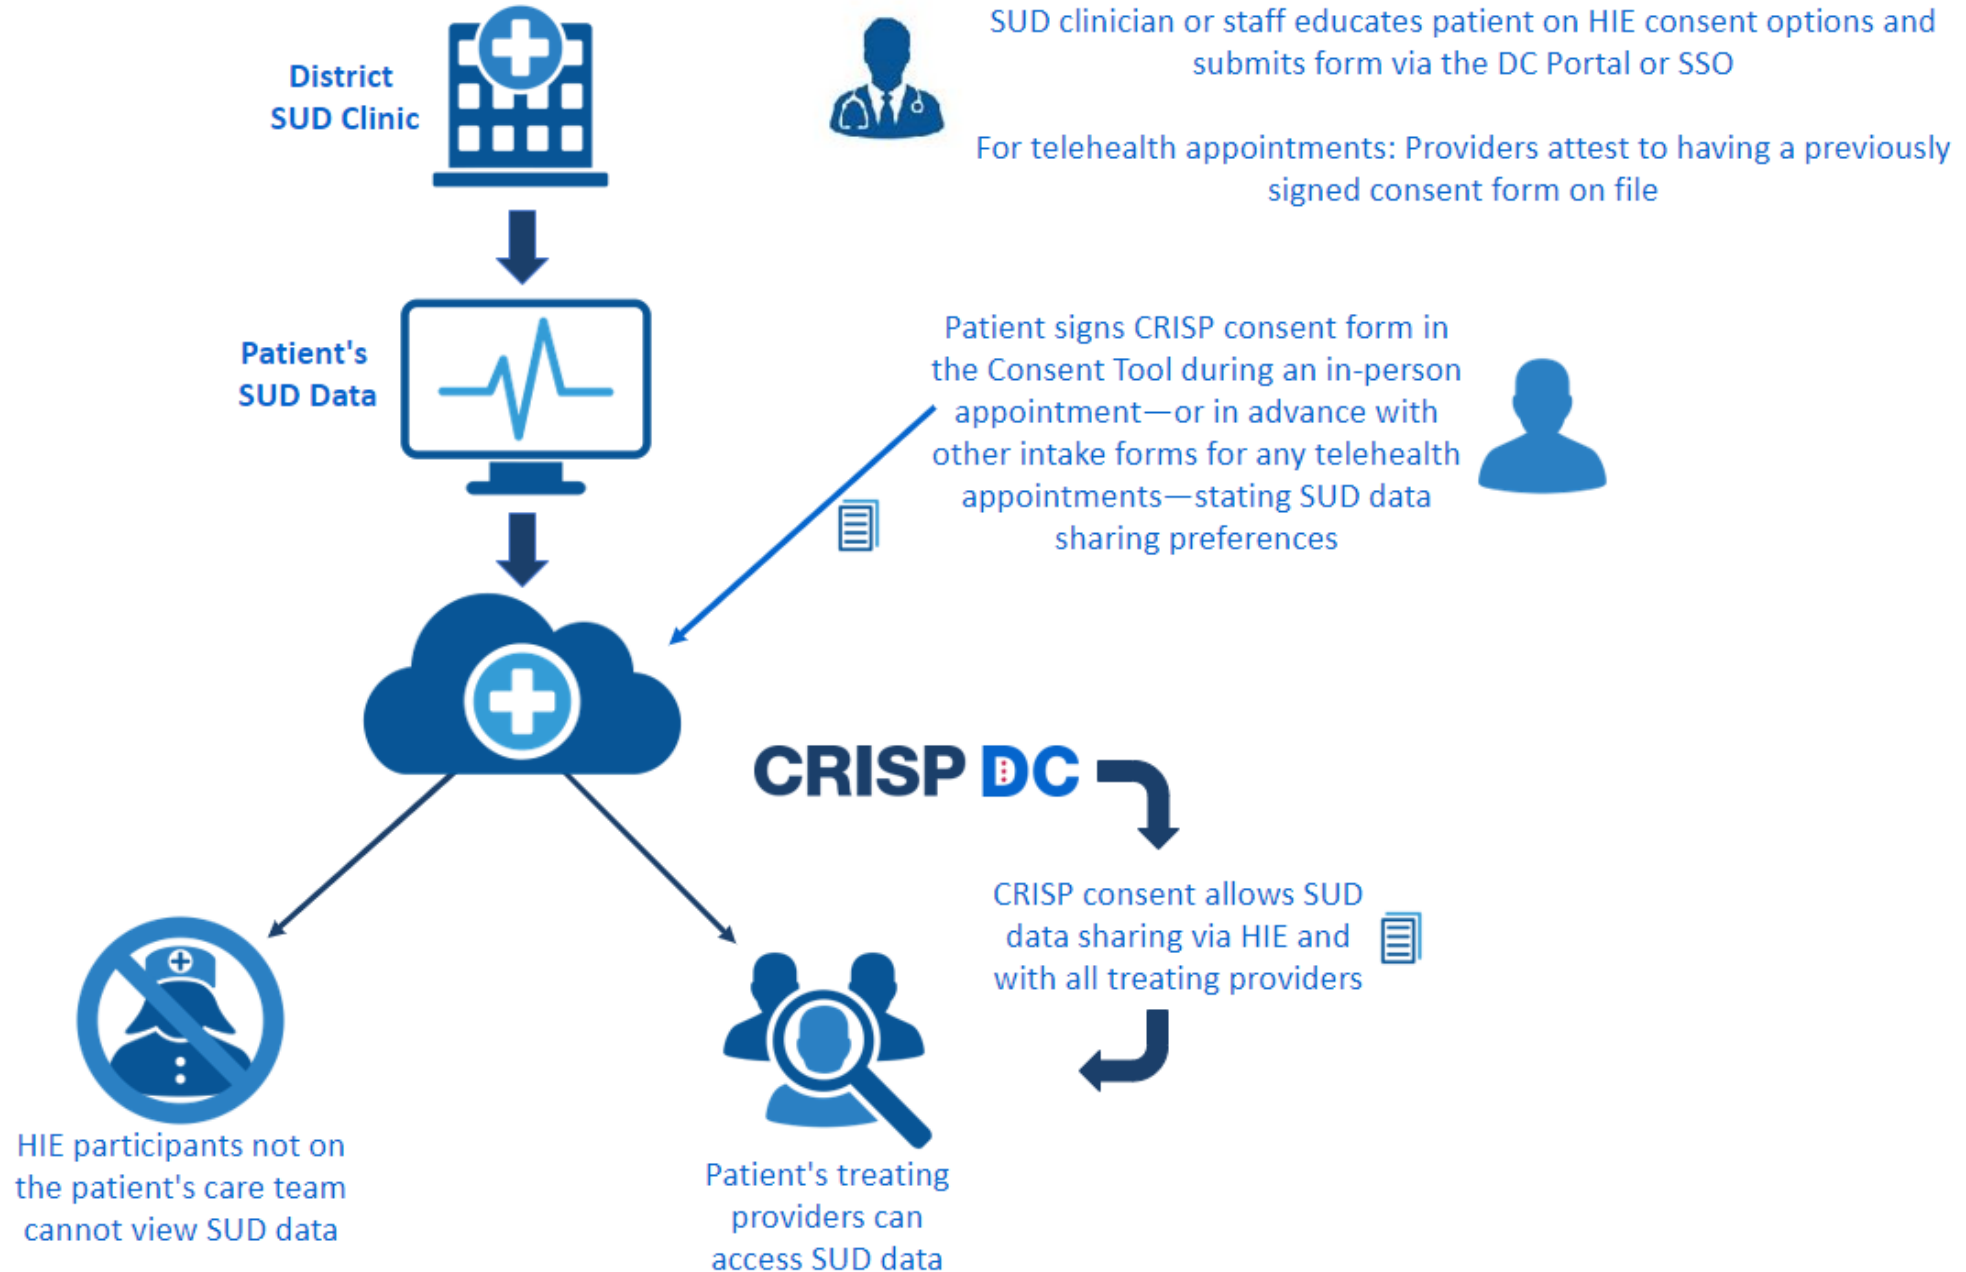 District
SUD Clinic
SUD clinician or staff educates patient on HIE consent options and
submits form via the DC Portal or SSO
For telehealth appointments: Providers attest to having a previously
signed consent form on file
Patient's
SUD Data
Patient signs CRISP consent form in
the Consent Tool during an in-person
appointment—or in advance with
other intake forms for any telehealth
appointments—stating SUD data
sharing preferences
CRISP DC
CRISP consent allows SUD
data sharing via HIE and
with all treating providers
HIE participants not on
the patient's care team
cannot view SUD data
Patient's treating
providers can
access SUD data